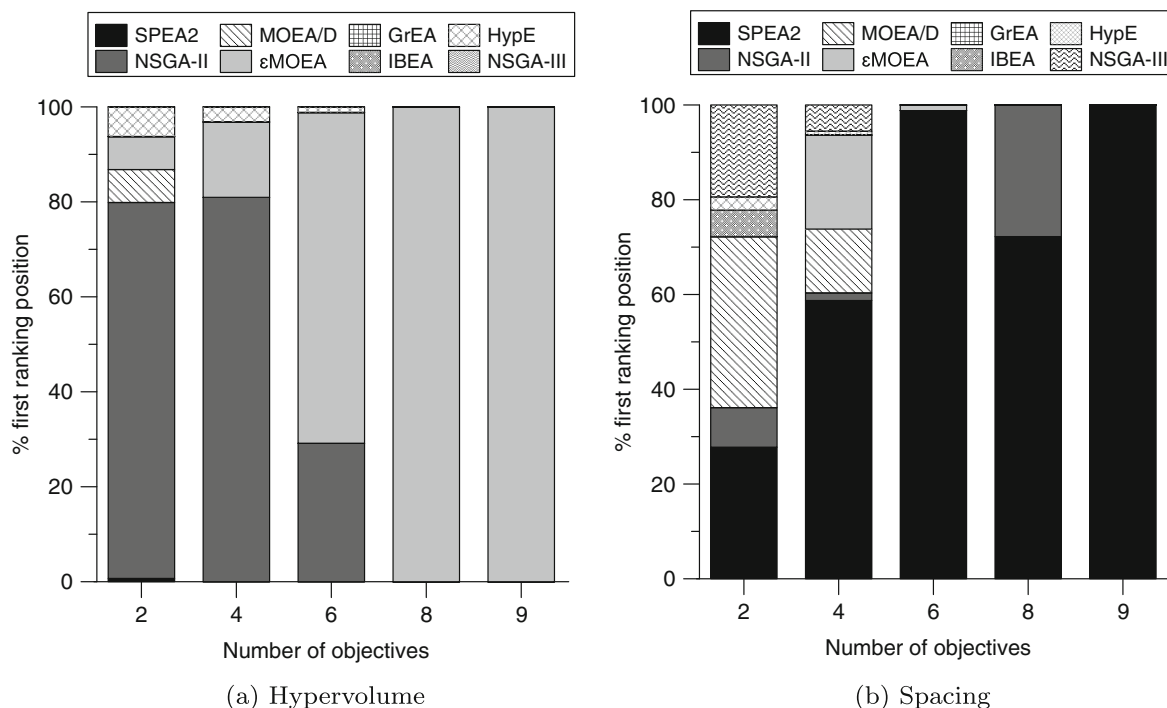 SPEA2 MOEA/D GrEA HypE
NSGA-II εMOEA IBEA NSGA-III
100
80
60
40
20
0
% first ranking position
2 4 6 8 9
Number of objectives
(a) Hypervolume
SPEA2 MOEA/D GrEA HypE
NSGA-II εMOEA IBEA NSGA-III
100
80
60
40
20
0
% first ranking position
2 4 6 8 9
Number of objectives
(b) Spacing